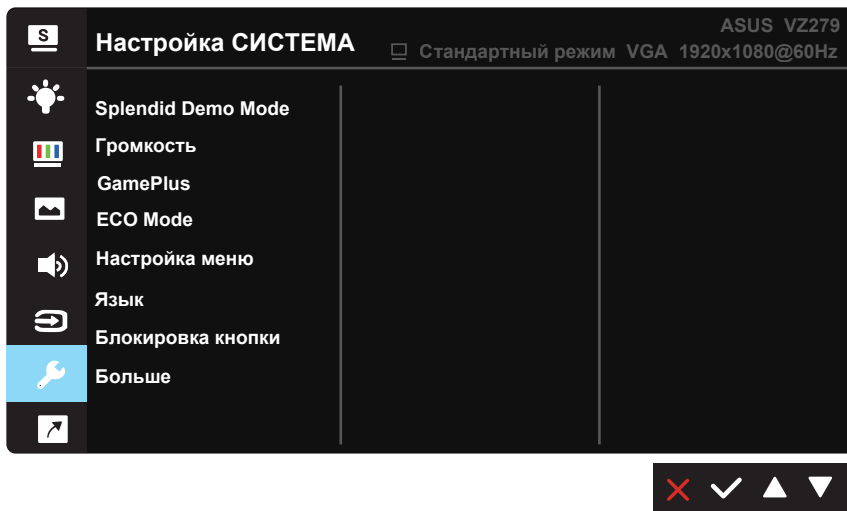 S
ASUS VZ279
Настройка СИСТЕМА
Стандартный режим VGA 1920x1080@60Hz
Splendid Demo Mode
Громкость
GamePlus
ECO Mode
Настройка меню
Язык
Блокировка кнопки
Больше